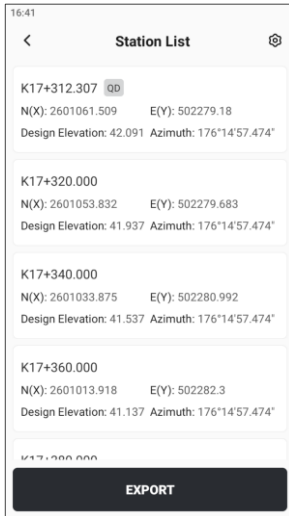 16:41
Station List
K17+312.307 QD
N(X): 2601061.509 E(Y): 502279.18
Design Elevation: 42.091 Azimuth: 176°14'57.474"
K17+320.000
N(X): 2601053.832 E(Y): 502279.683
Design Elevation: 41.937 Azimuth: 176°14'57.474"
K17+340.000
N(X): 2601033.875 E(Y): 502280.992
Design Elevation: 41.537 Azimuth: 176°14'57.474"
K17+360.000
N(X): 2601013.918 E(Y): 502282.3
Design Elevation: 41.137 Azimuth: 176°14'57.474"
K17+380.000
EXPORT